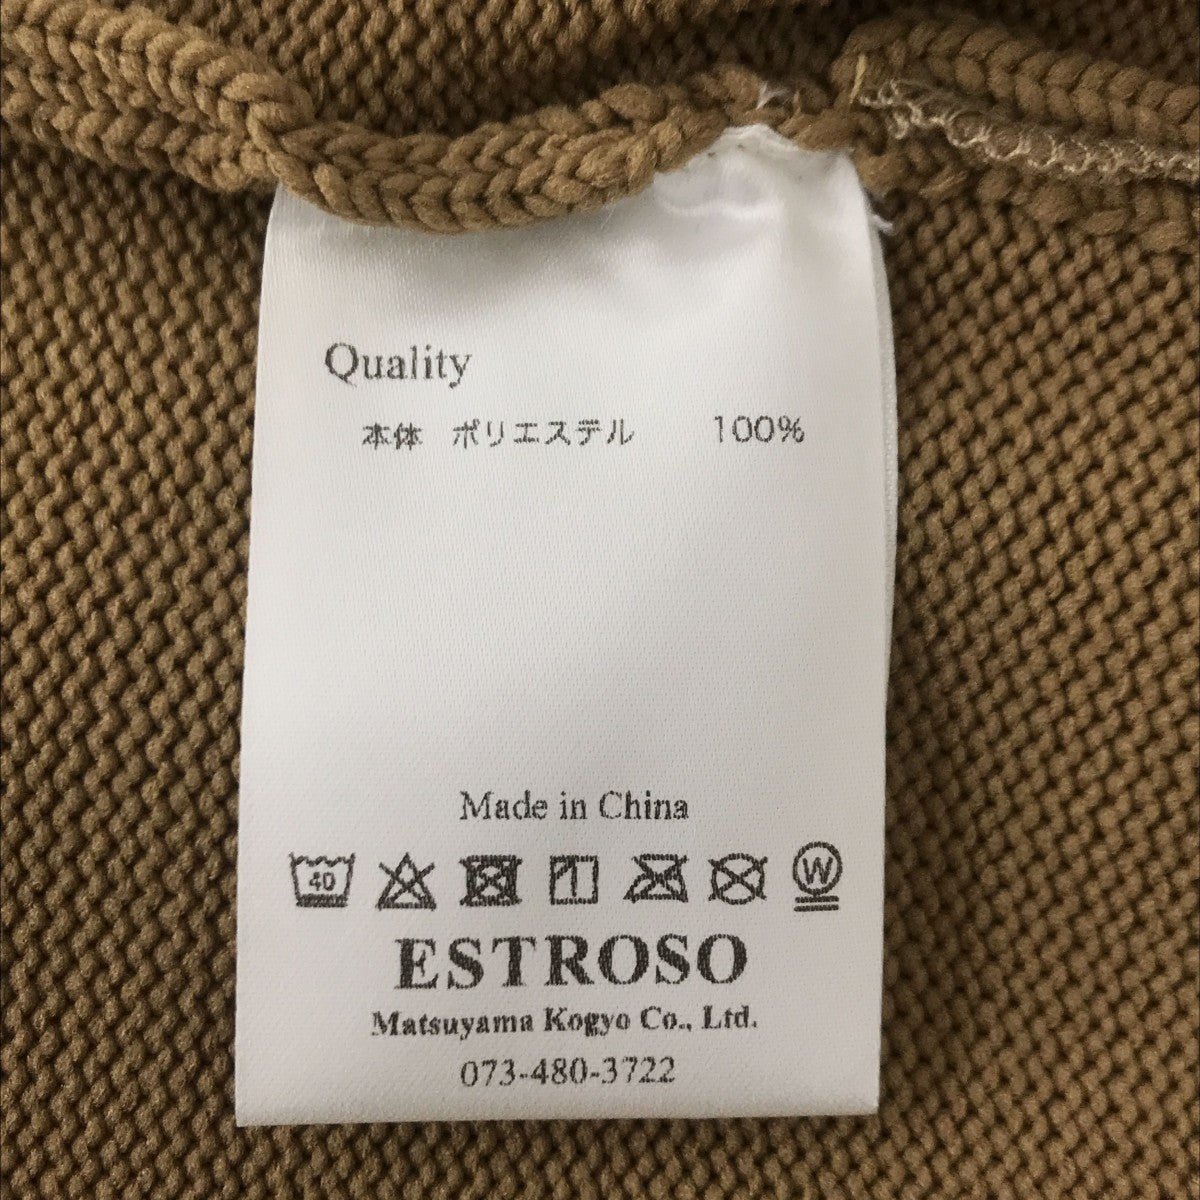 Quality
本体 ポリエステル 100%
Made in China
40 W
ESTROSO
Matsuyama Kogyo Co., Ltd.
073-480-3722